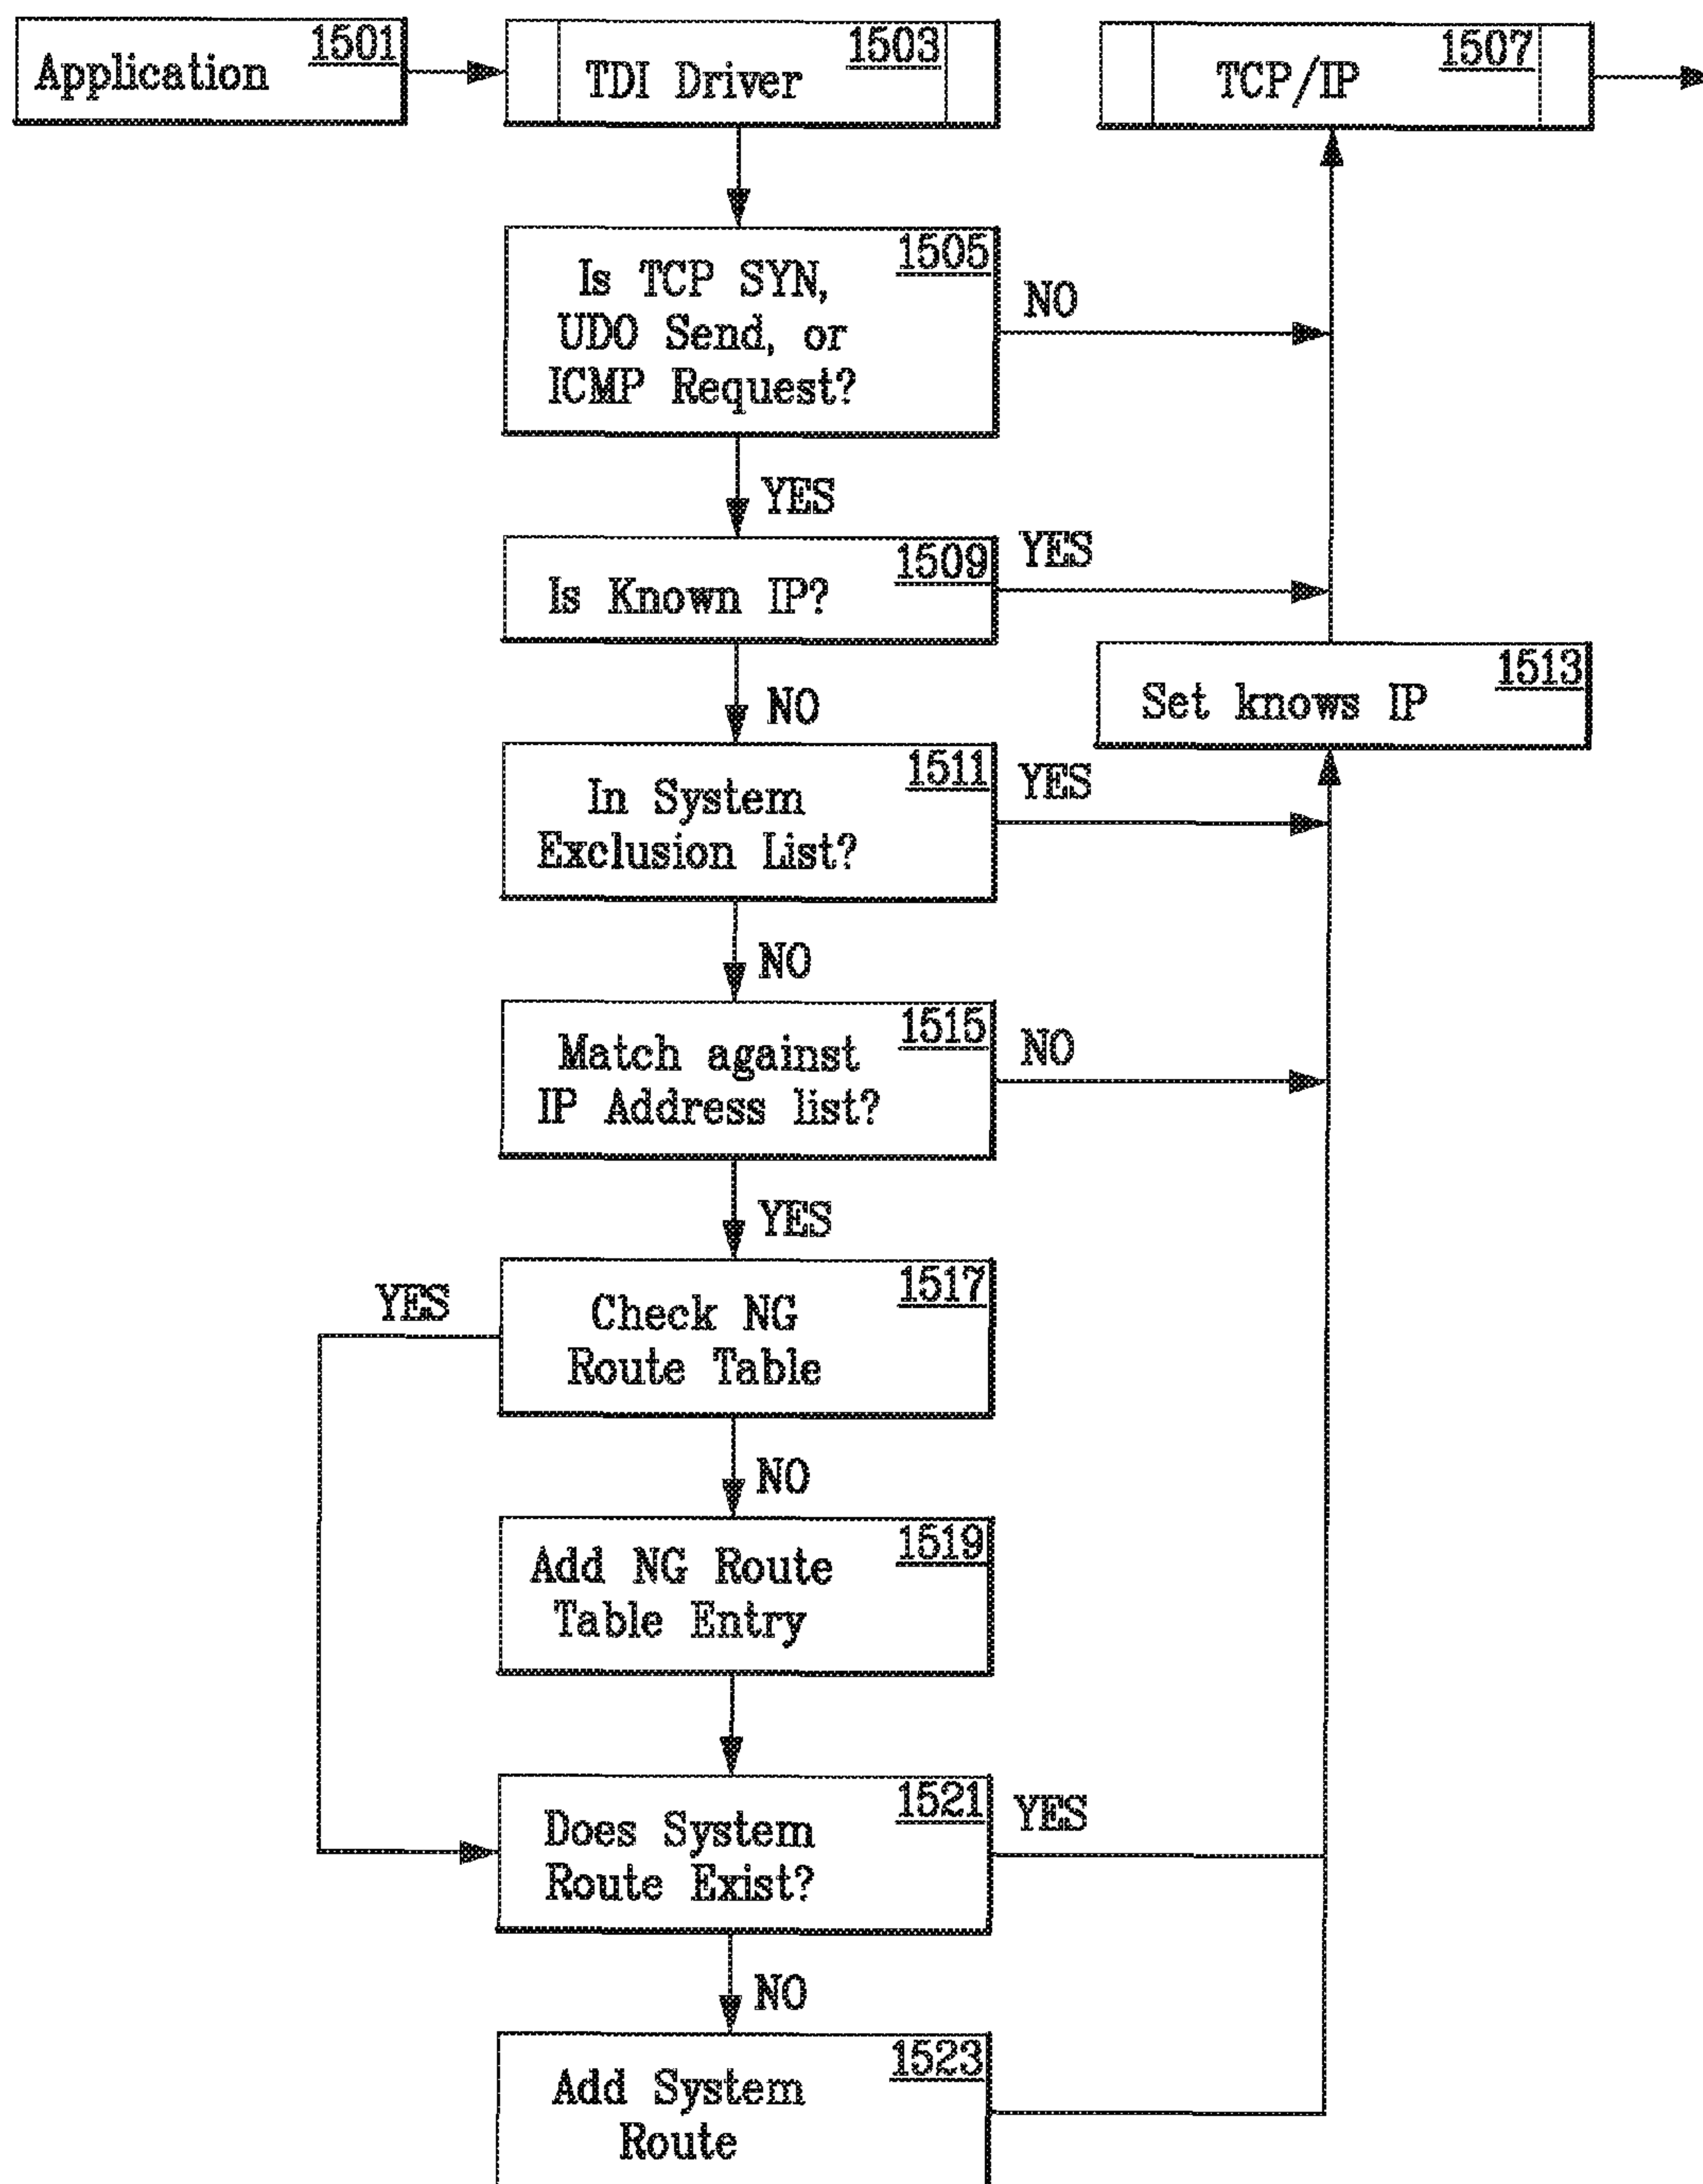 Application 1501
TDI Driver 1503
TCP/IP 1507
1505
Is TCP SYN,
UDO Send, or
ICMP Request?
NO
YES
1509
Is Known IP?
YES
NO
1513
Set knows IP
1511
In System
Exclusion List?
YES
NO
1515
Match against
IP Address list?
NO
YES
1517
Check NG
Route Table
YES
NO
1519
Add NG Route
Table Entry
1521
Does System
Route Exist?
YES
NO
1523
Add System
Route